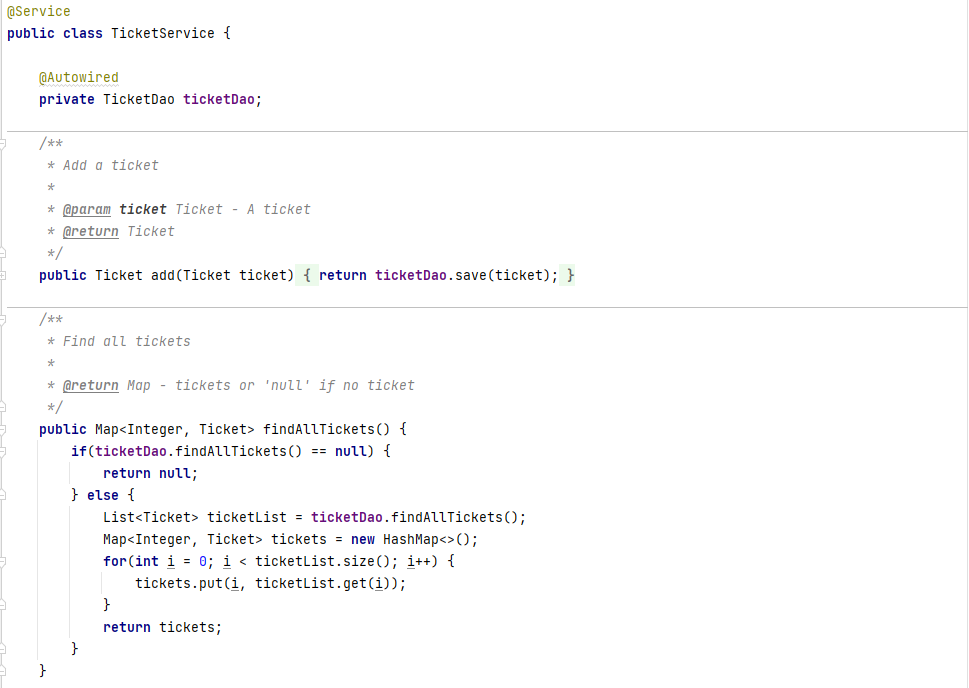 @Service
public class TicketService {
@Autowired
private TicketDao ticketDao;
/**
* Add a ticket
*
* @param ticket Ticket - A ticket
* @return Ticket
*/
public Ticket add(Ticket ticket) { return ticketDao.save(ticket); }
/**
* Find all tickets
*
* @return Map - tickets or 'null' if no ticket
*/
public Map<Integer, Ticket> findAllTickets() {
if(ticketDao.findAllTickets() == null) {
return null;
} else {
List<Ticket> ticketList = ticketDao.findAllTickets();
Map<Integer, Ticket> tickets = new HashMap<>();
for(int i = 0; i < ticketList.size(); i++) {
tickets.put(i, ticketList.get(i));
}
return tickets;
}
}